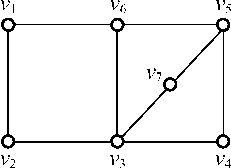 v₁ v₆ v₅
v₇
v₂ v₃ v₄